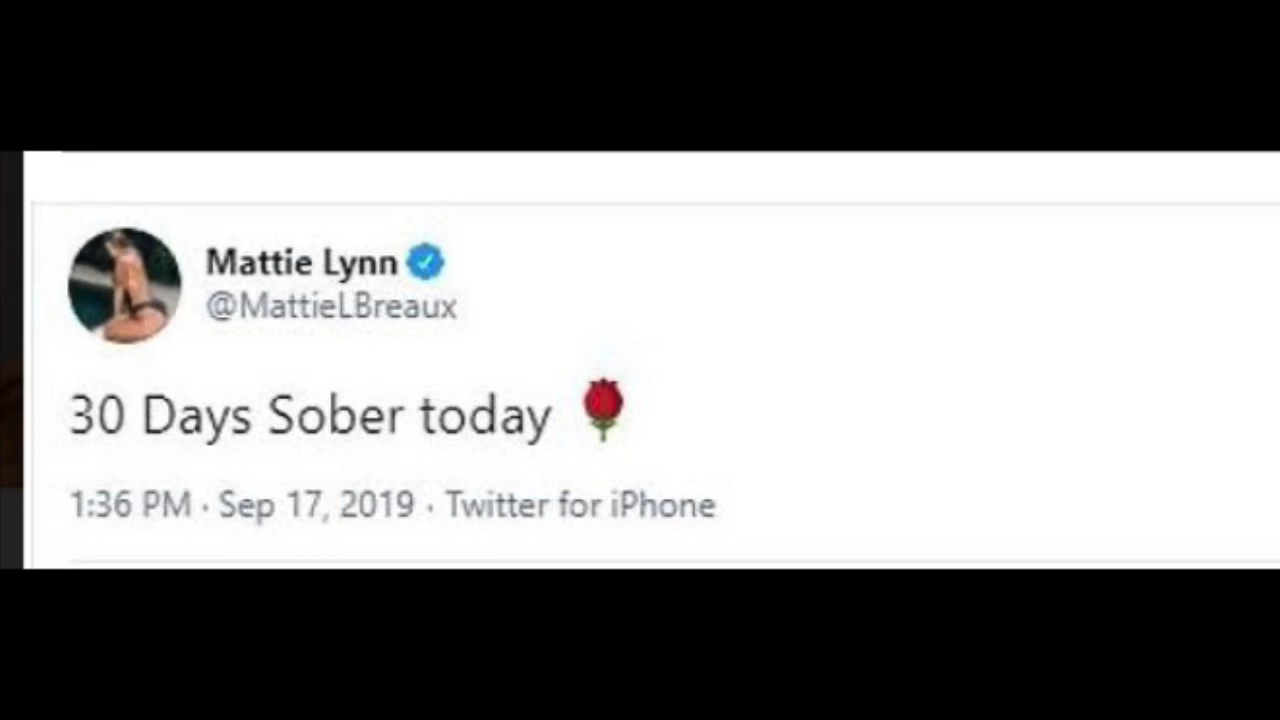 Mattie Lynn
@MattieLBreaux
30 Days Sober today 🌹
1:36 PM · Sep 17, 2019 · Twitter for iPhone